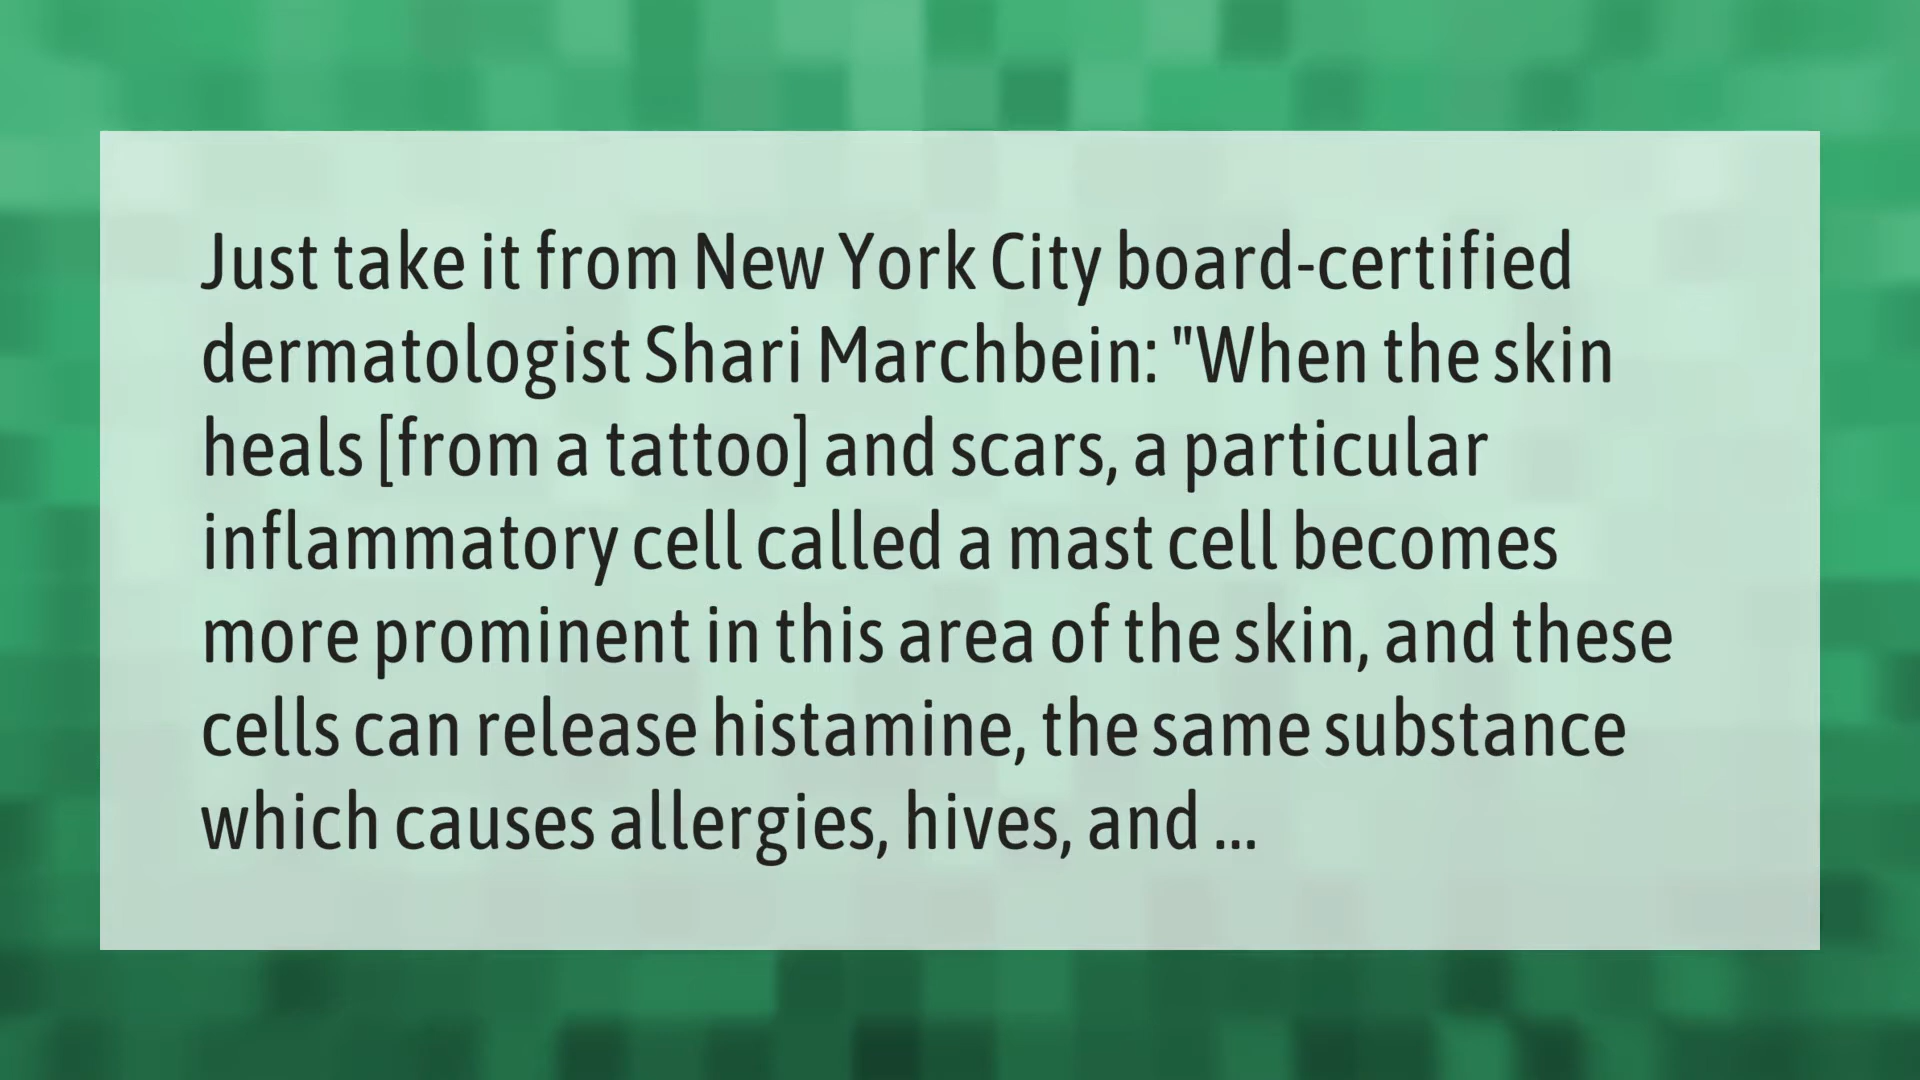 Just take it from New York City board-certified
dermatologist Shari Marchbein: "When the skin
heals [from a tattoo] and scars, a particular
inflammatory cell called a mast cell becomes
more prominent in this area of the skin, and these
cells can release histamine, the same substance
which causes allergies, hives, and ...